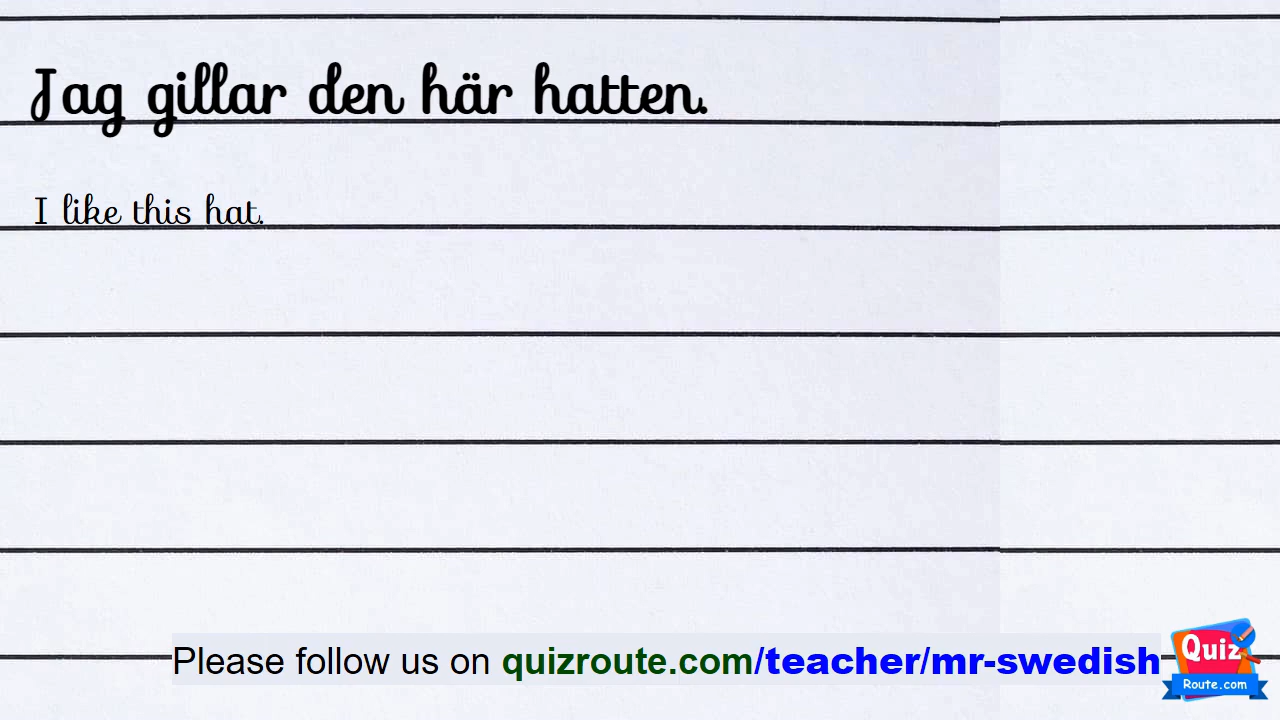 Jag gillar den här hatten.
I like this hat.
Please follow us on quizroute.com/teacher/mr-swedish
Quiz
Route.com